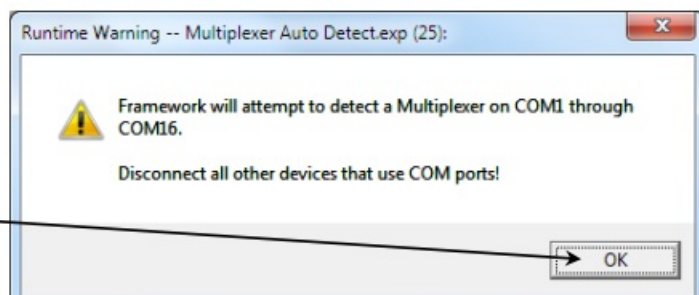 Runtime Warning -- Multiplexer Auto Detect.exp (25):
Framework will attempt to detect a Multiplexer on COM1 through
COM16.
Disconnect all other devices that use COM ports!
OK